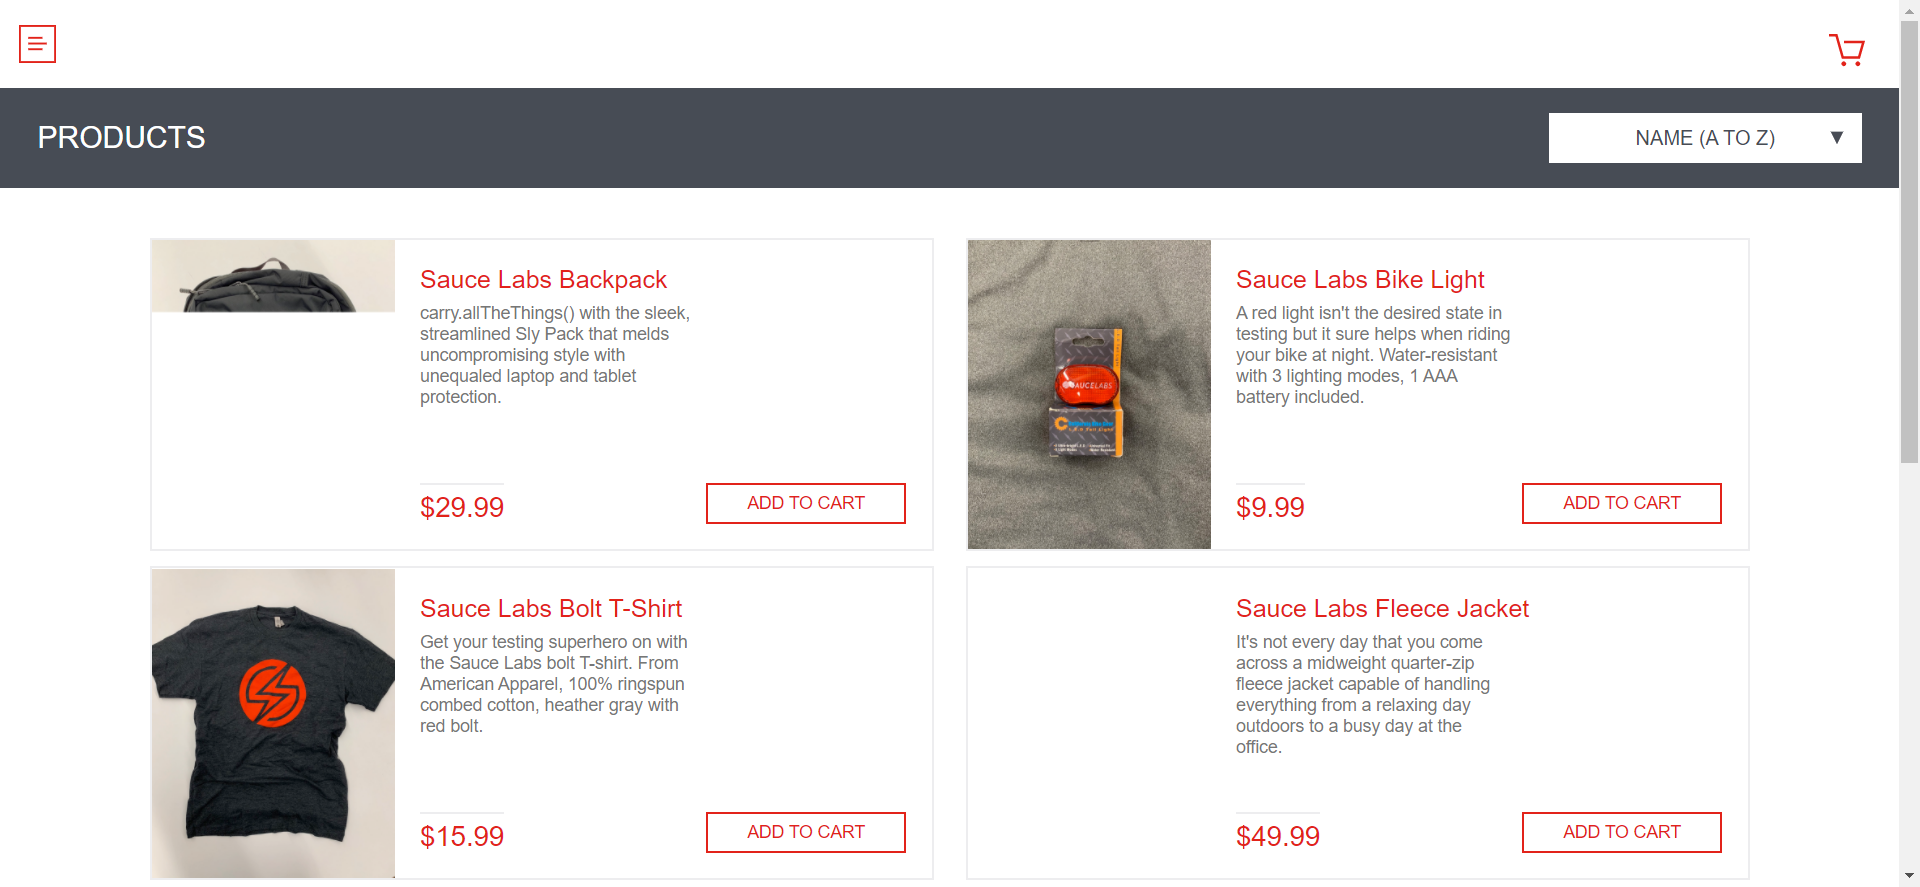 PRODUCTS
NAME (A TO Z)
Sauce Labs Backpack
carry.allTheThings() with the sleek,
streamlined Sly Pack that melds
uncompromising style with
unequaled laptop and tablet
protection.
$29.99
ADD TO CART
SAUCELABS
Sauce Labs Bike Light
A red light isn't the desired state in
testing but it sure helps when riding
your bike at night. Water-resistant
with 3 lighting modes, 1 AAA
battery included.
$9.99
ADD TO CART
Sauce Labs Bolt T-Shirt
Get your testing superhero on with
the Sauce Labs bolt T-shirt. From
American Apparel, 100% ringspun
combed cotton, heather gray with
red bolt.
$15.99
ADD TO CART
Sauce Labs Fleece Jacket
It's not every day that you come
across a midweight quarter-zip
fleece jacket capable of handling
everything from a relaxing day
outdoors to a busy day at the
office.
$49.99
ADD TO CART